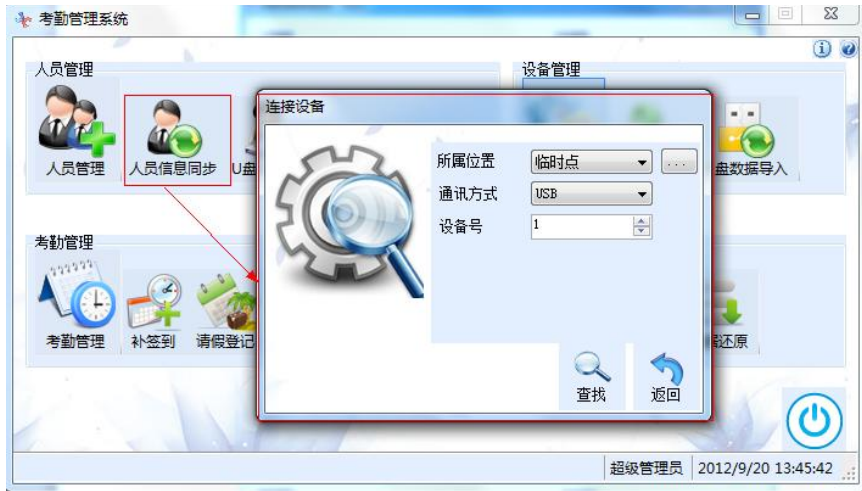 考勤管理系统
人员管理
设备管理
人员管理
人员信息同步
U盘
盘数据导入
连接设备
所属位置
临时点
...
通讯方式
USB
设备号
1
查找
返回
考勤管理
考勤管理
补签到
请假登记
还原
超级管理员
2012/9/20 13:45:42